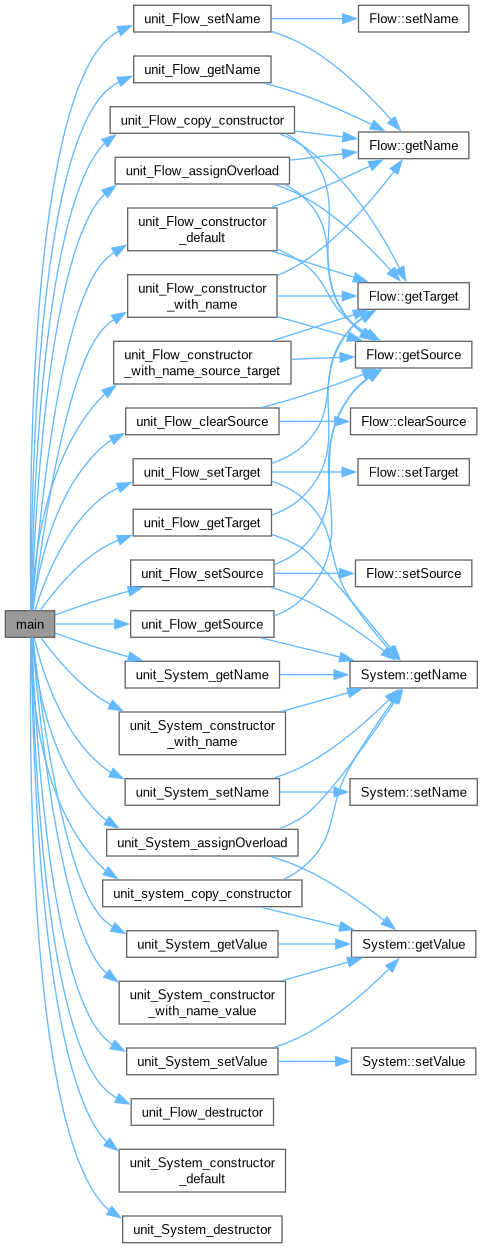 unit_Flow_setName
Flow::setName
unit_Flow_getName
unit_Flow_copy_constructor
Flow::getName
unit_Flow_assignOverload
unit_Flow_constructor
_default
unit_Flow_constructor
_with_name
Flow::getTarget
unit_Flow_constructor
_with_name_source_target
Flow::getSource
unit_Flow_clearSource
Flow::clearSource
unit_Flow_setTarget
Flow::setTarget
unit_Flow_getTarget
unit_Flow_setSource
Flow::setSource
main
unit_Flow_getSource
unit_System_getName
System::getName
unit_System_constructor
_with_name
unit_System_setName
System::setName
unit_System_assignOverload
unit_system_copy_constructor
unit_System_getValue
System::getValue
unit_System_constructor
_with_name_value
unit_System_setValue
System::setValue
unit_Flow_destructor
unit_System_constructor
_default
unit_System_destructor